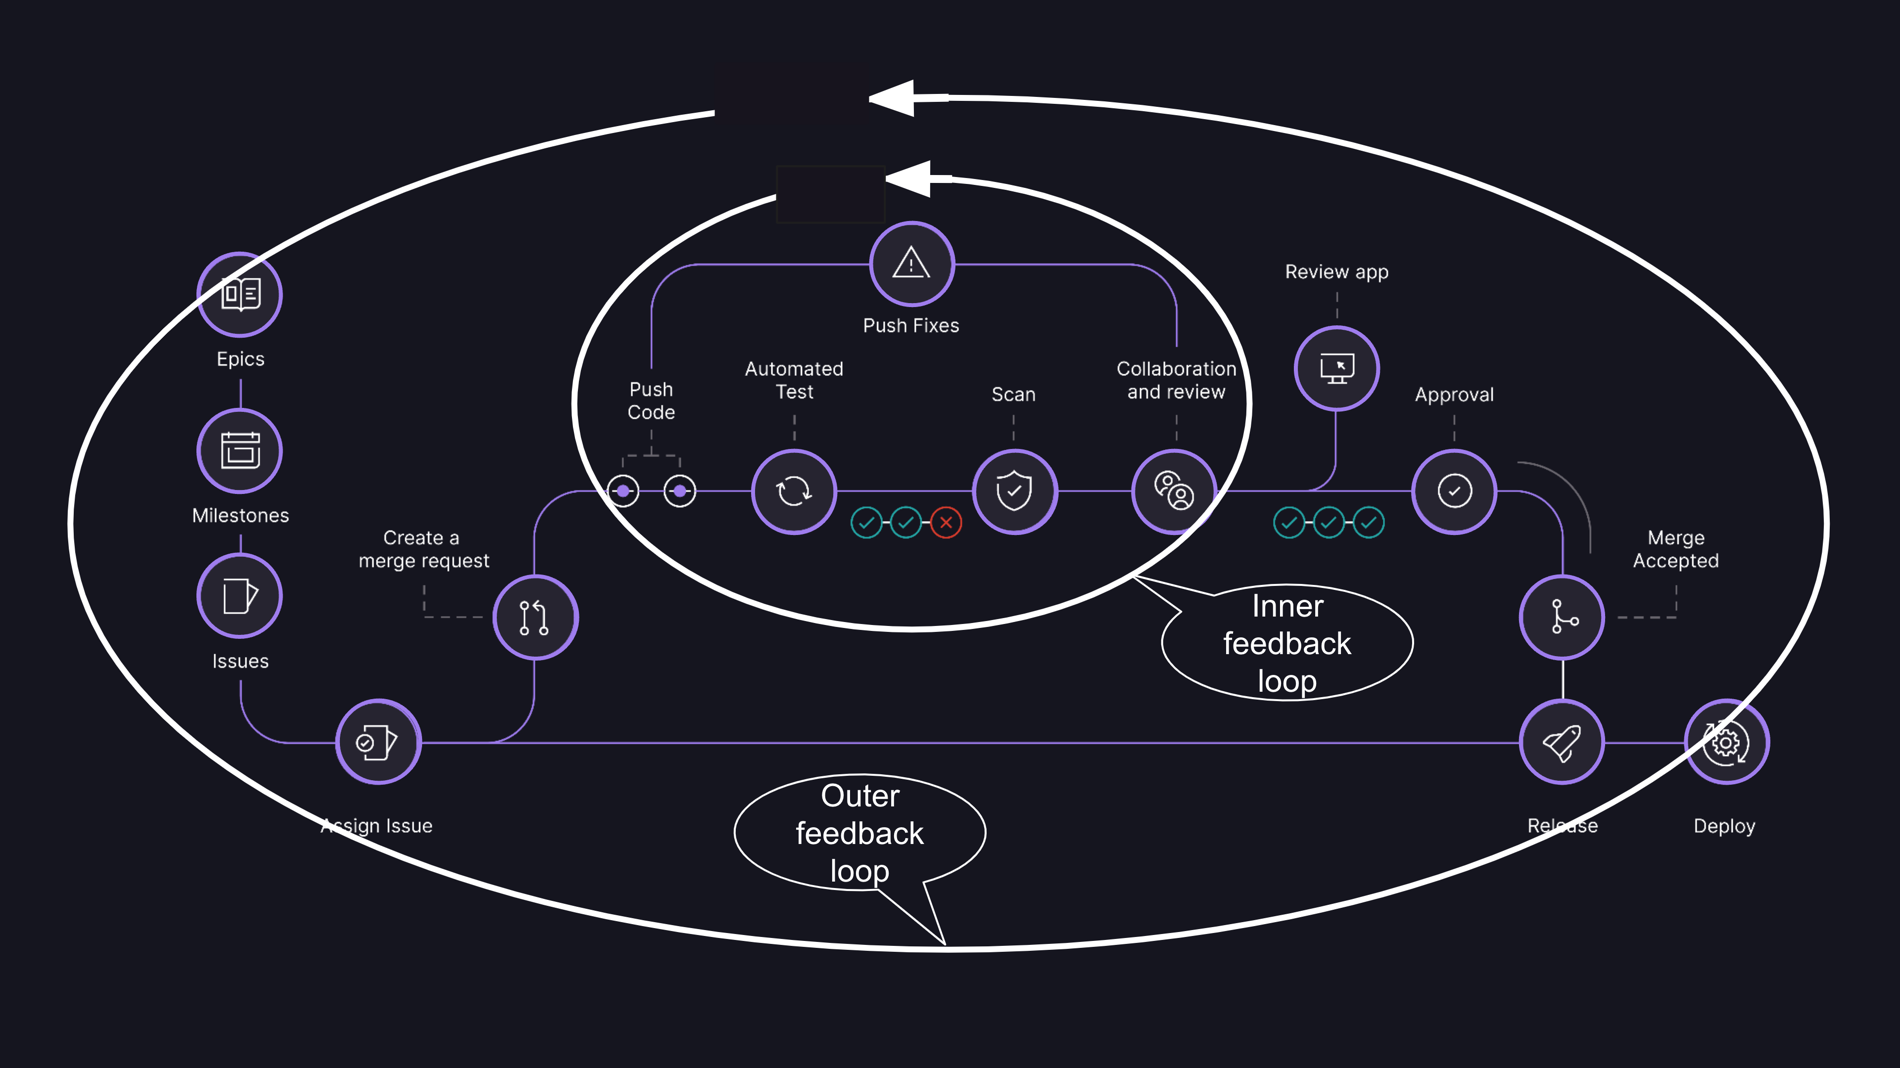 Epics
Milestones
Issues
Assign Issue
Create a
merge request
Push
Code
Push Fixes
Automated
Test
Scan
Collaboration
and review
Review app
Approval
Merge
Accepted
Release
Deploy
Inner
feedback
loop
Outer
feedback
loop